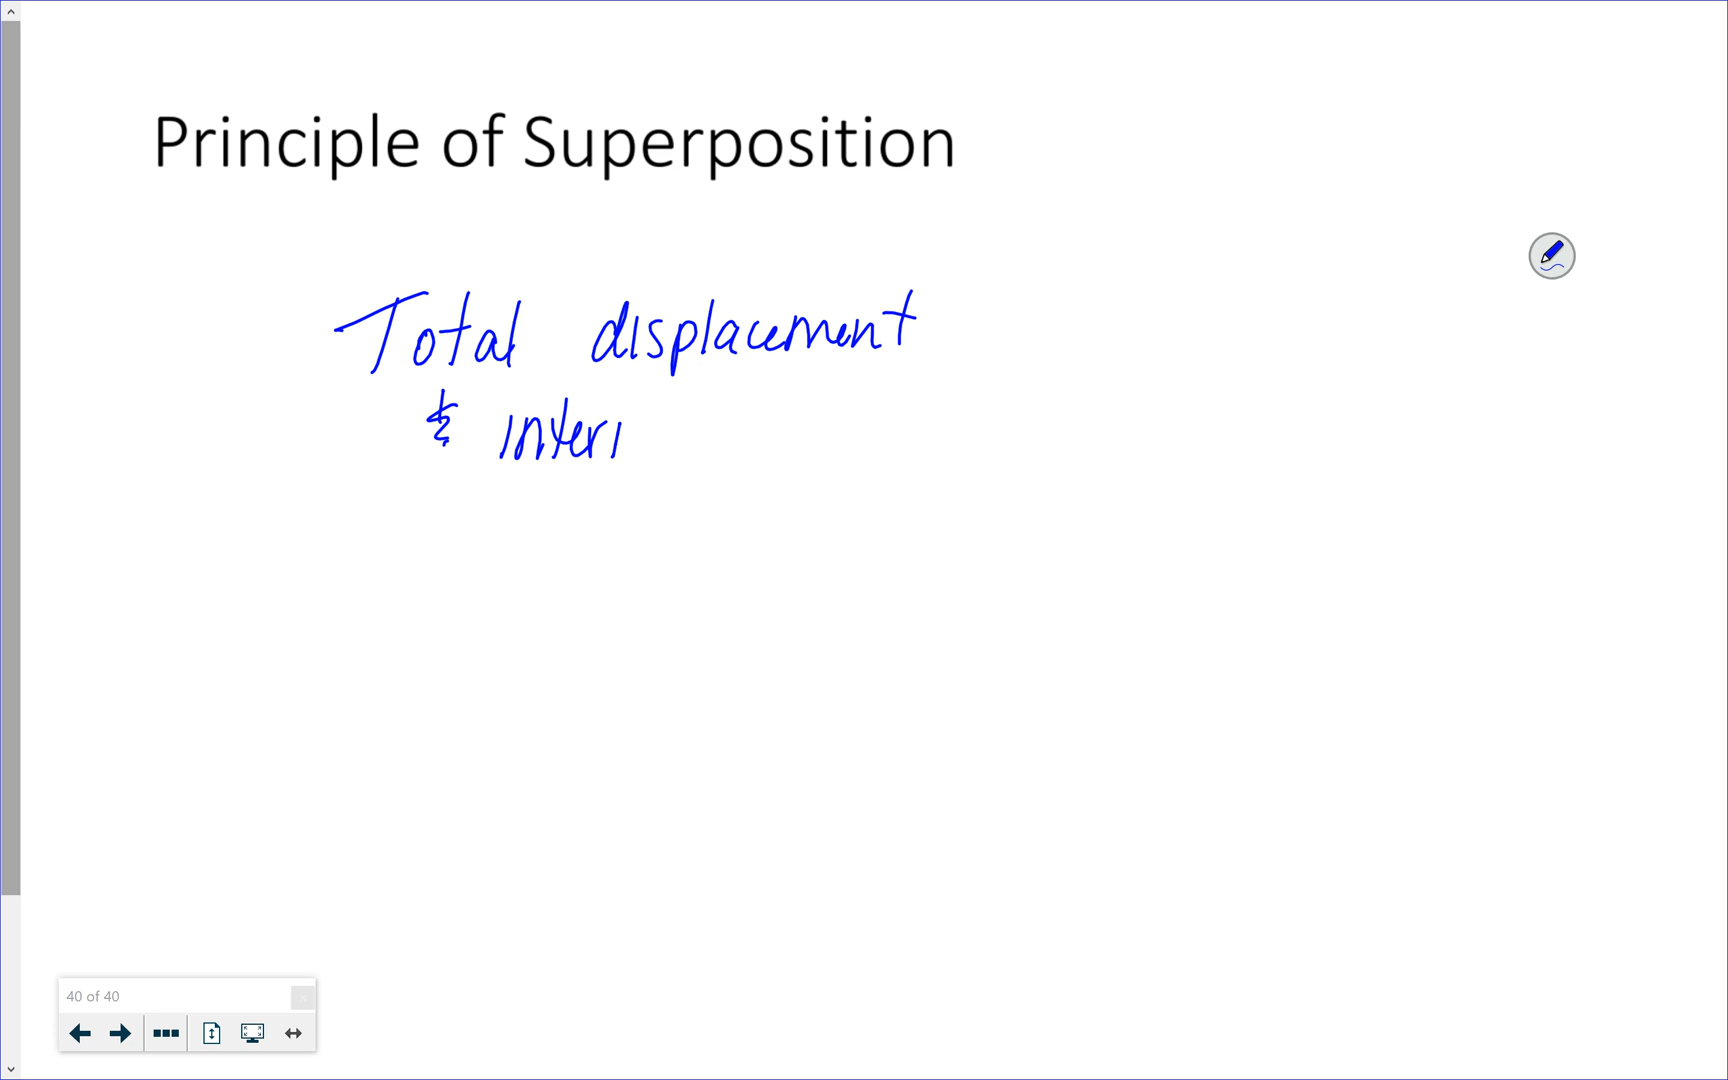 Principle of Superposition
Total displacement
& interi
40 of 40